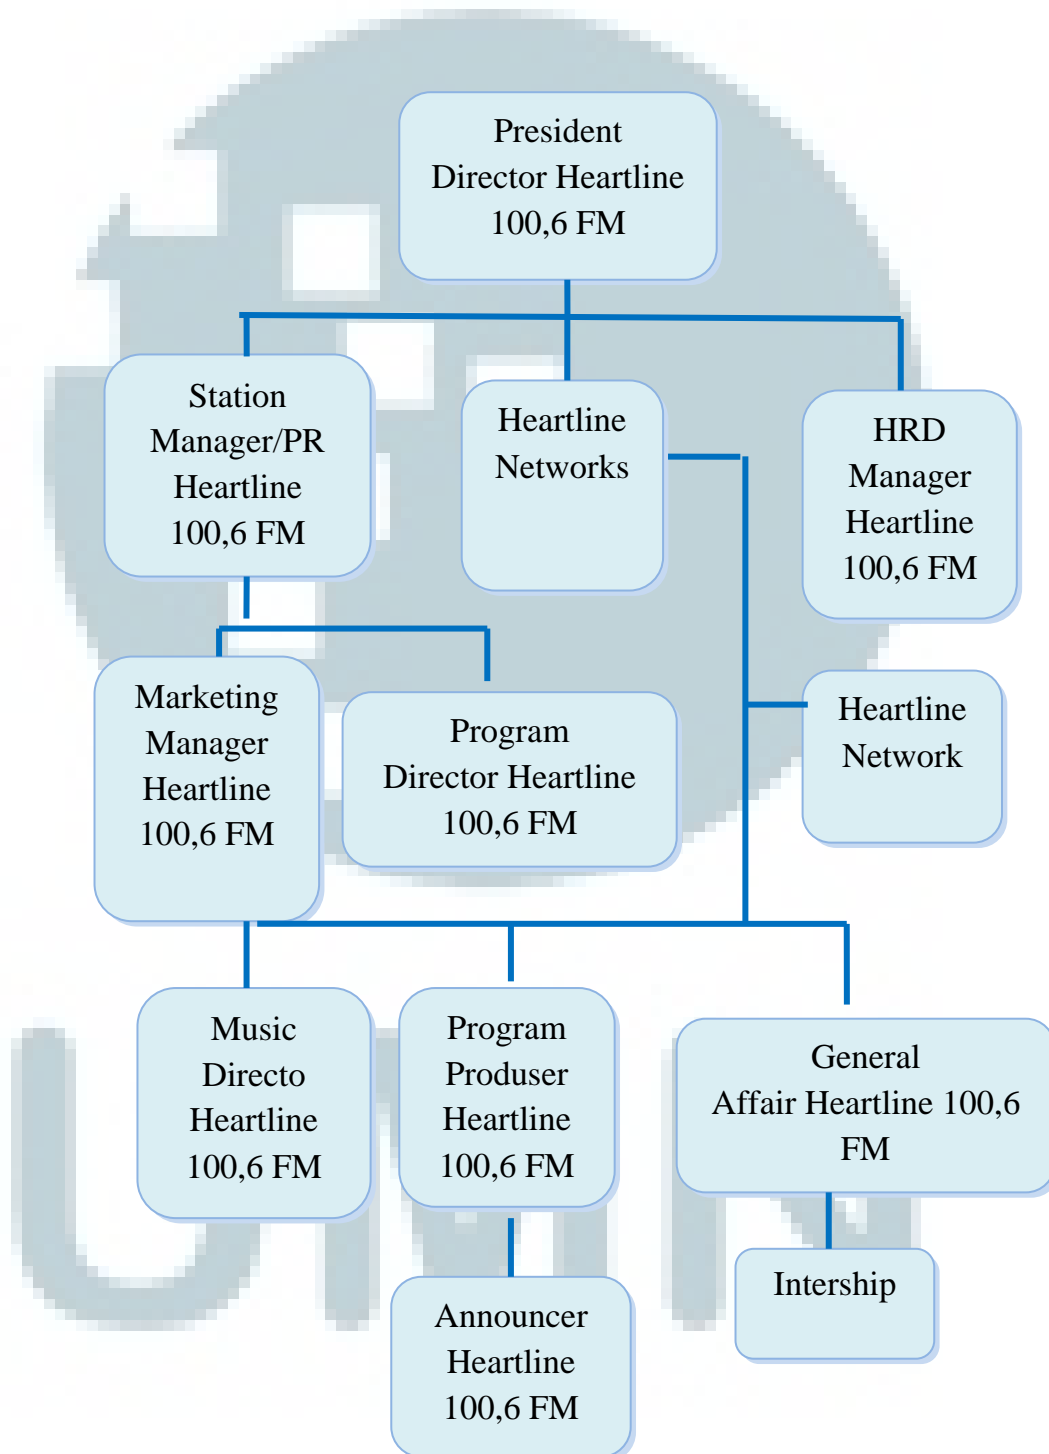 President
Director Heartline
100,6 FM
Station
Manager/PR
Heartline
100,6 FM
Heartline
Networks
HRD
Manager
Heartline
100,6 FM
Marketing
Manager
Heartline
100,6 FM
Program
Director Heartline
100,6 FM
Heartline
Network
Music
Directo
Heartline
100,6 FM
Program
Produser
Heartline
100,6 FM
General
Affair Heartline 100,6
FM
Announcer
Heartline
100,6 FM
Intership
UMN